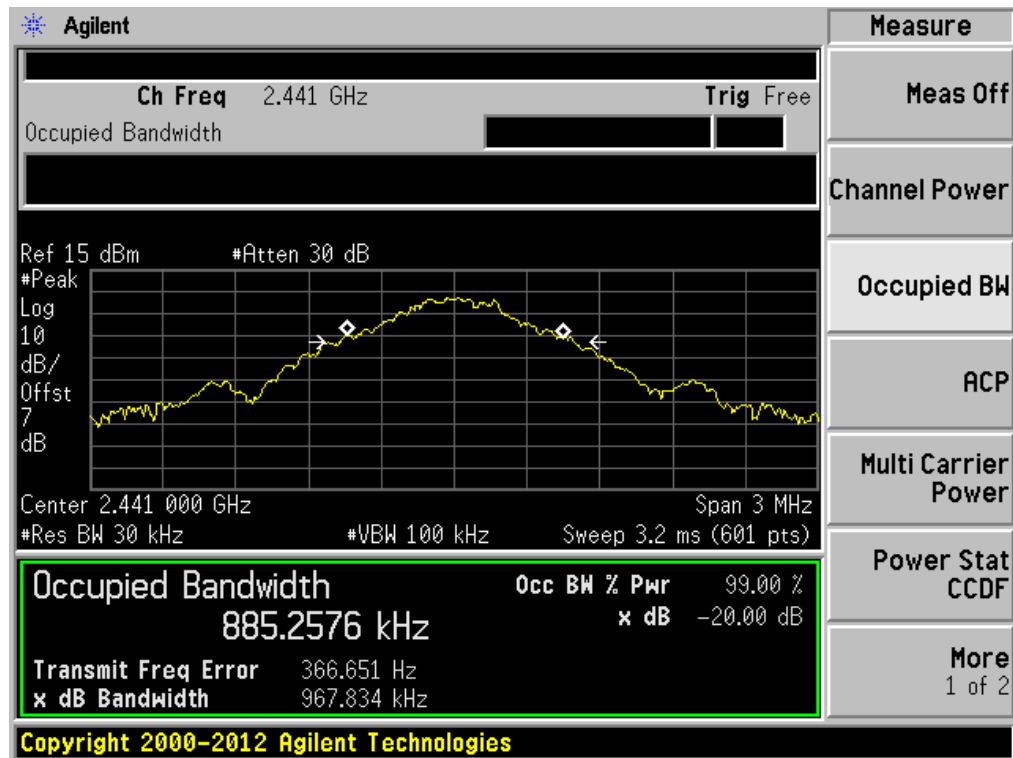 Agilent
Measure
Ch Freq 2.441 GHz Trig Free
Occupied Bandwidth
Meas Off
Channel Power
Occupied BW
ACP
Multi Carrier
Power
Power Stat
CCDF
More
1 of 2
Ref 15 dBm #Atten 30 dB
#Peak
Log
10
dB/
Offst
7
dB
Center 2.441 000 GHz Span 3 MHz
#Res BW 30 kHz #VBW 100 kHz Sweep 3.2 ms (601 pts)
Occupied Bandwidth Occ BW % Pwr 99.00 %
885.2576 kHz x dB -20.00 dB
Transmit Freq Error 366.651 Hz
x dB Bandwidth 967.834 kHz
Copyright 2000-2012 Agilent Technologies